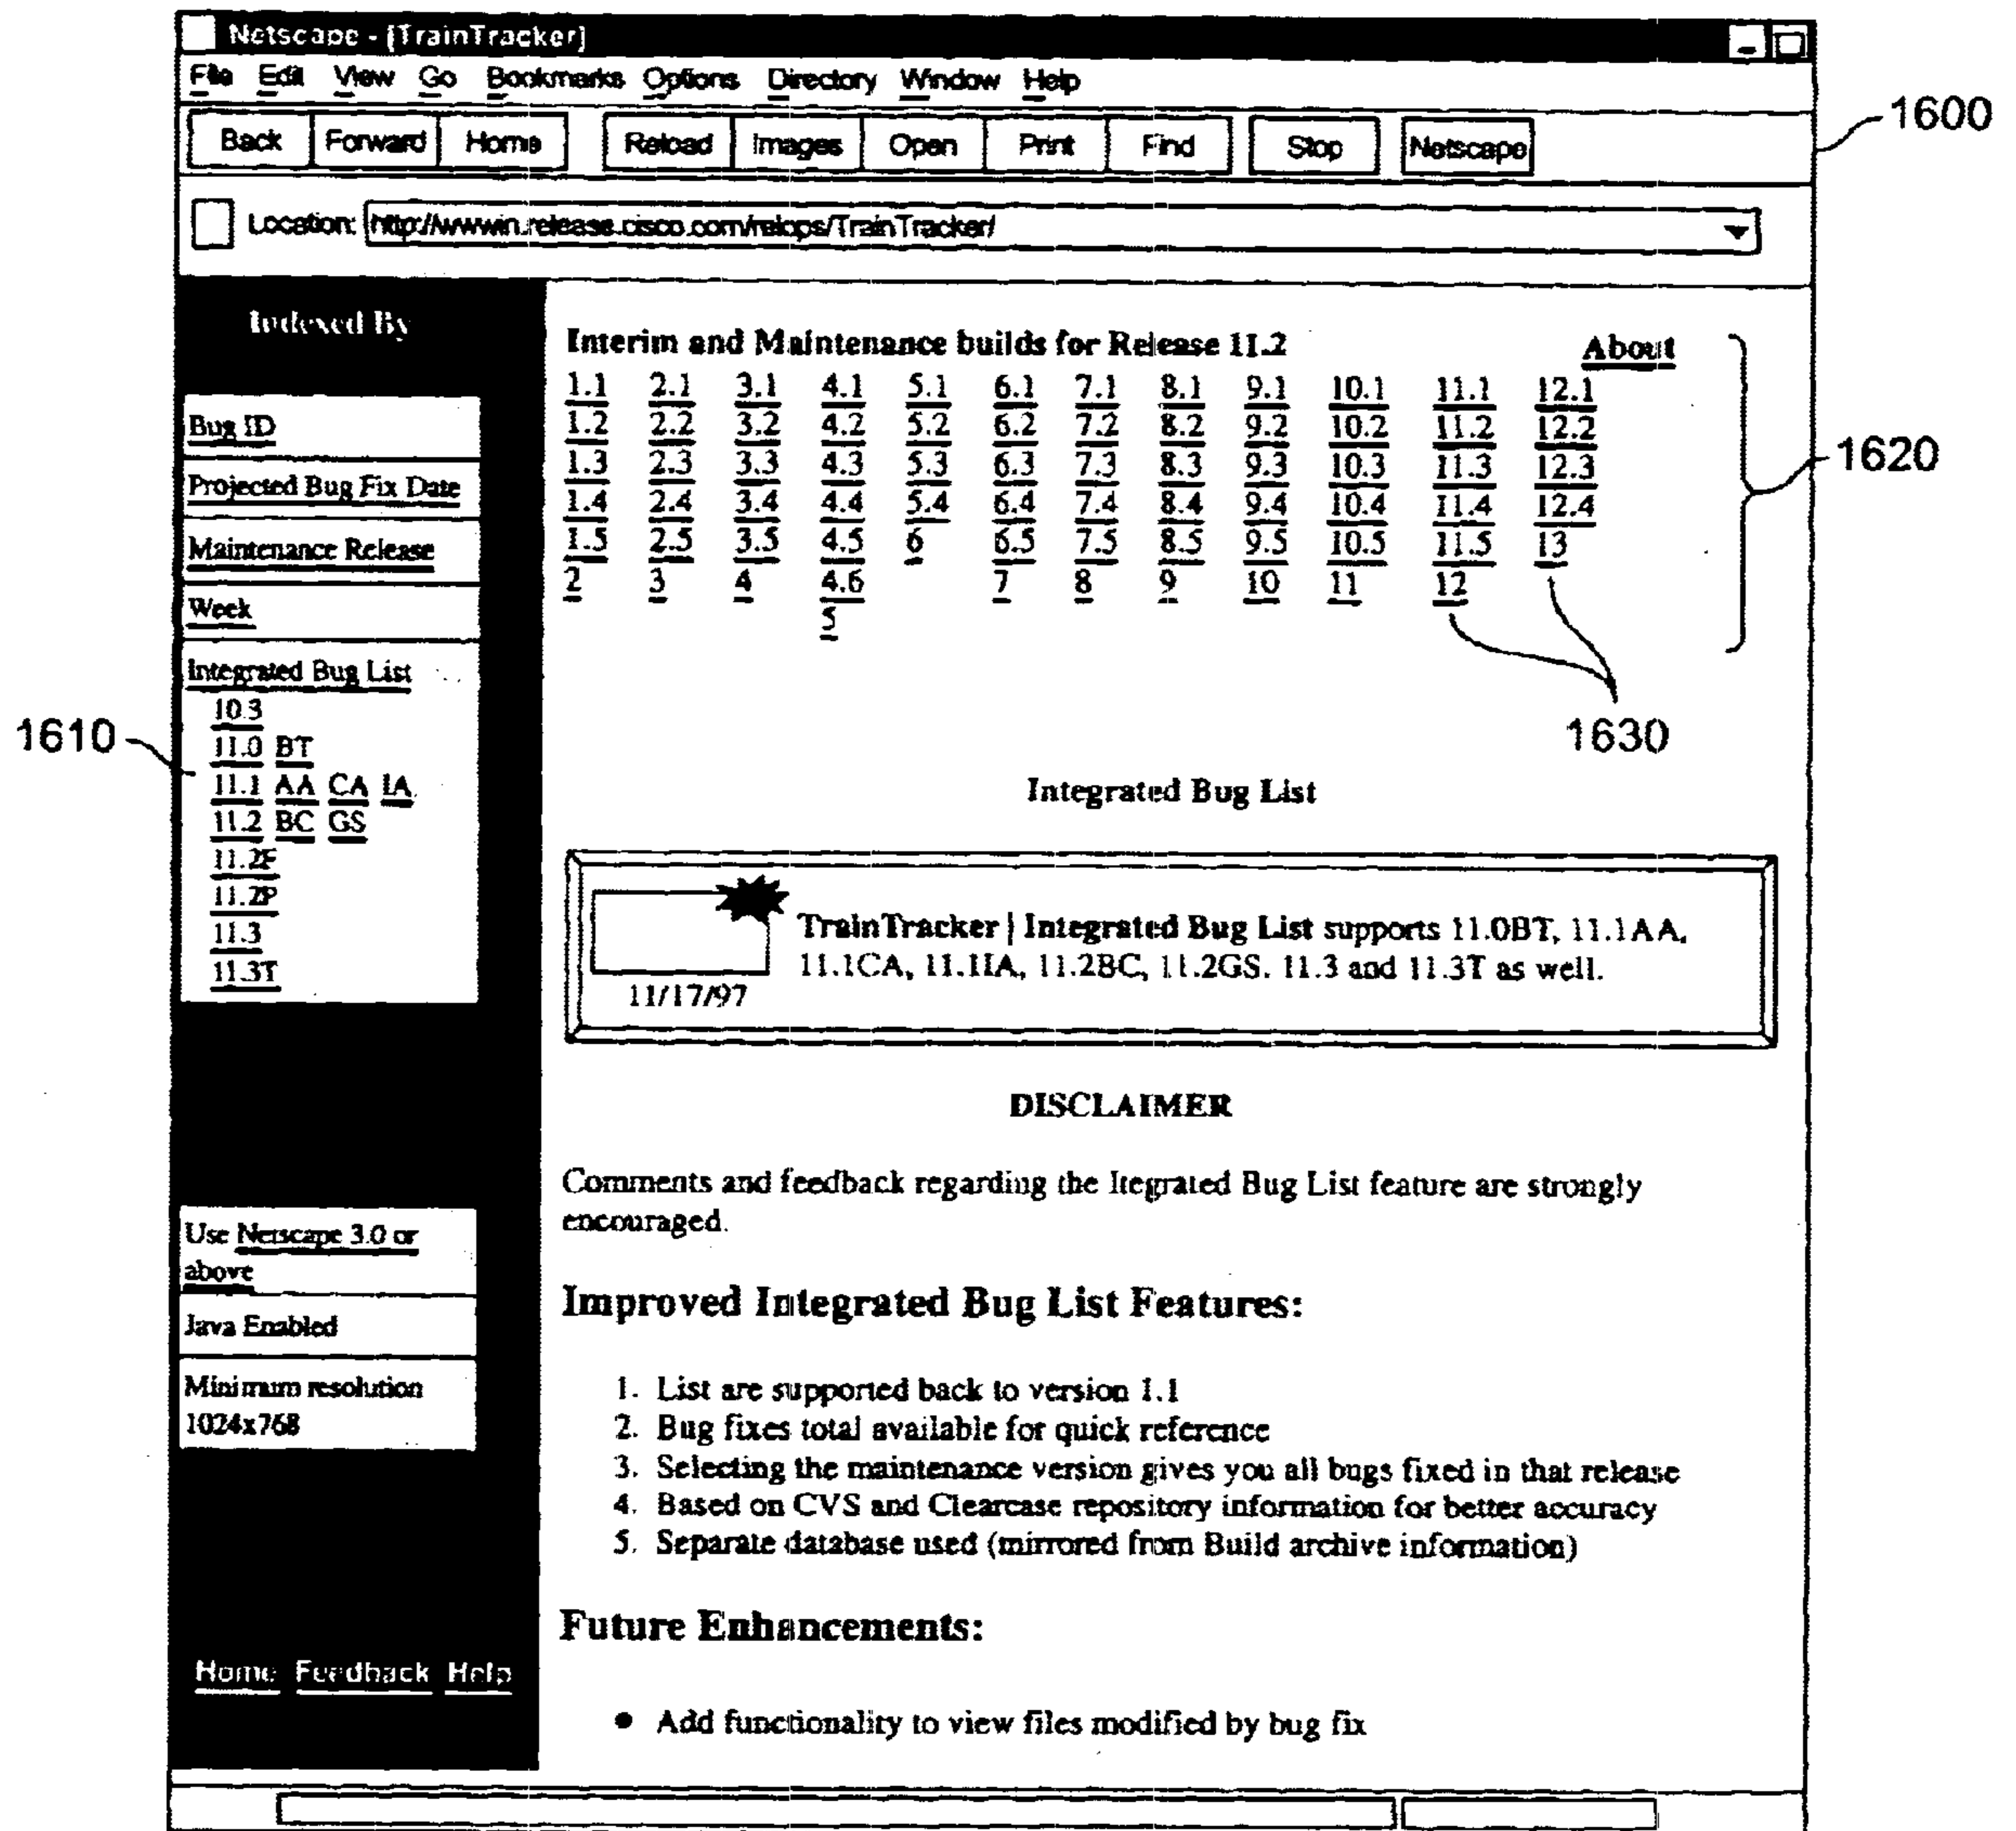 Netscape - [TrainTracker]
File Edit View Go Bookmarks Options Directory Window Help
Back Forward Home Reload Images Open Print Find Stop Netscape
1600
Location: http://wwwin.release.cisco.com/relops/TrainTracker/
Indexed By
Bug ID
Projected Bug Fix Date
Maintenance Release
Week
Integrated Bug List
10.3
11.0 BT
11.1 AA CA IA
11.2 BC GS
11.2F
11.2P
11.3
11.3T
1610
Use Netscape 3.0 or
above
Java Enabled
Minimum resolution
1024x768
Home Feedback Help
Interim and Maintenance builds for Release 11.2 About
1.1 2.1 3.1 4.1 5.1 6.1 7.1 8.1 9.1 10.1 11.1 12.1
1.2 2.2 3.2 4.2 5.2 6.2 7.2 8.2 9.2 10.2 11.2 12.2
1.3 2.3 3.3 4.3 5.3 6.3 7.3 8.3 9.3 10.3 11.3 12.3
1.4 2.4 3.4 4.4 5.4 6.4 7.4 8.4 9.4 10.4 11.4 12.4
1.5 2.5 3.5 4.5 6 6.5 7.5 8.5 9.5 10.5 11.5 13
2 3 4 4.6 7 8 9 10 11 12
5
1620
1630
Integrated Bug List
TrainTracker | Integrated Bug List supports 11.0BT, 11.1AA,
11.1CA, 11.1IA, 11.2BC, 11.2GS. 11.3 and 11.3T as well.
11/17/97
DISCLAIMER
Comments and feedback regarding the Itegrated Bug List feature are strongly
encouraged.
Improved Integrated Bug List Features:
1. List are supported back to version 1.1
2. Bug fixes total available for quick reference
3. Selecting the maintenance version gives you all bugs fixed in that release
4. Based on CVS and Clearcase repository information for better accuracy
5. Separate database used (mirrored from Build archive information)
Future Enhancements:
• Add functionality to view files modified by bug fix